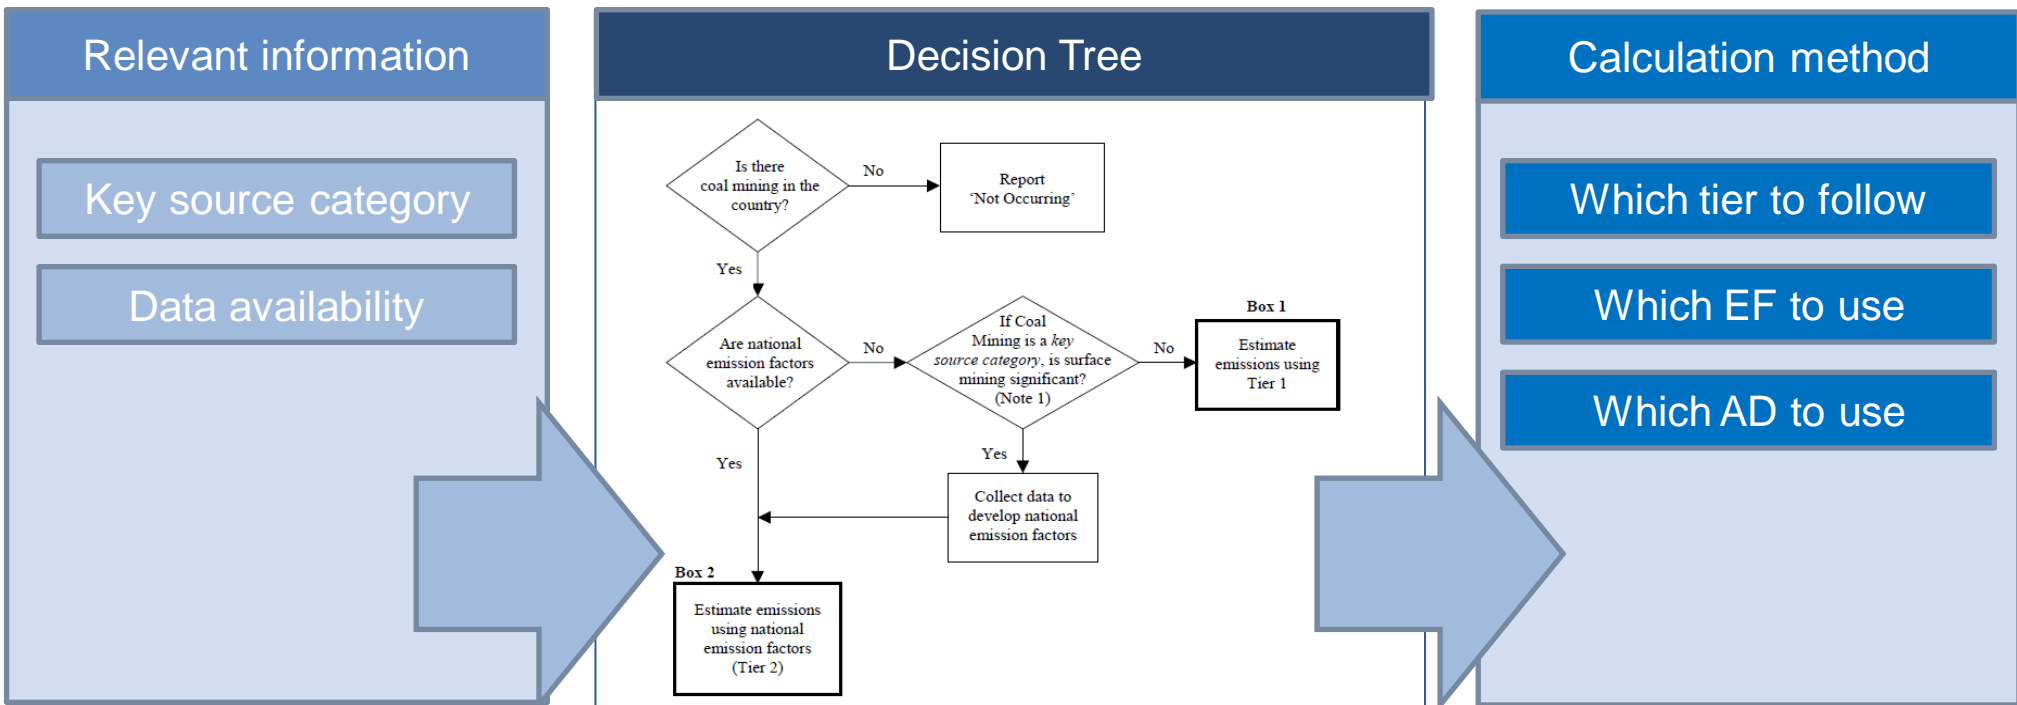 Relevant information
Key source category
Data availability
Decision Tree
Is there
coal mining in the
country?
No
Report
‘Not Occurring’
Yes
Are national
emission factors
available?
No
If Coal
Mining is a key
source category, is surface
mining significant?
(Note 1)
No
Box 1
Estimate
emissions using
Tier 1
Yes
Yes
Collect data to
develop national
emission factors
Box 2
Estimate emissions
using national
emission factors
(Tier 2)
Calculation method
Which tier to follow
Which EF to use
Which AD to use